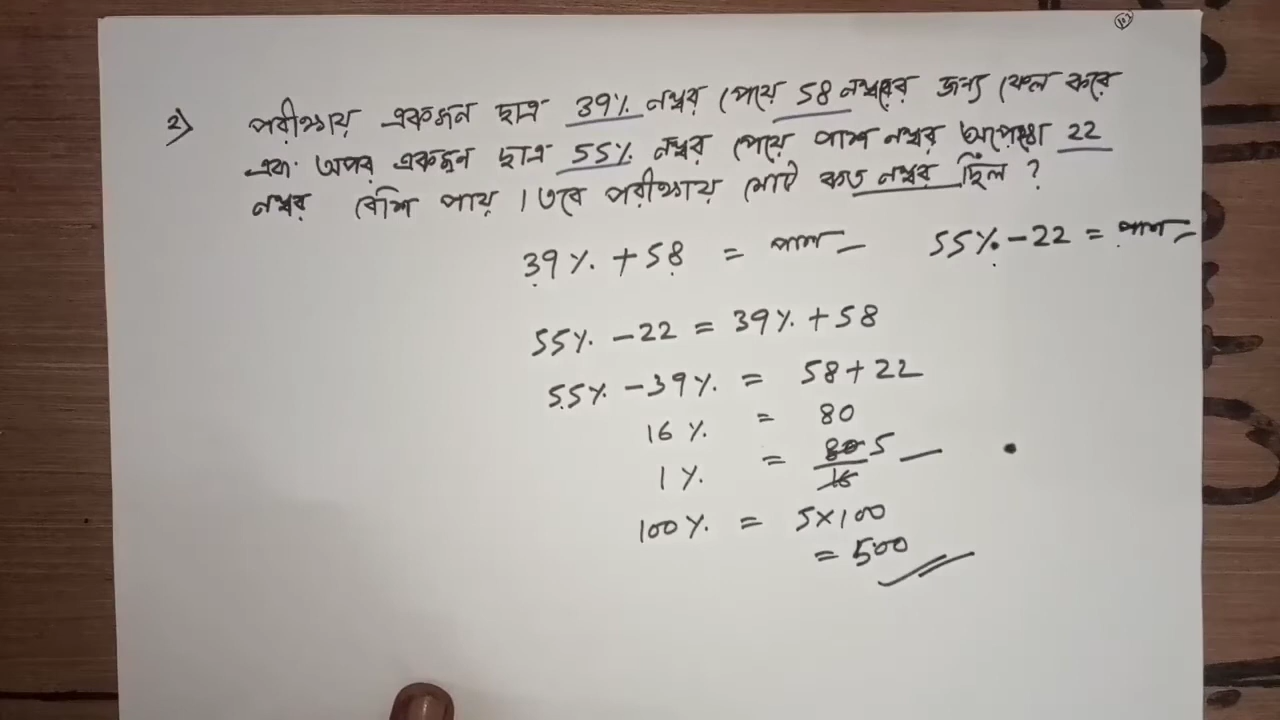 ১০২
২) পরীক্ষায় একজন ছাত্র 39% নম্বর পেয়ে 58 নম্বরের জন্য ফেল করে
এবং অপর একজন ছাত্র 55% নম্বর পেয়ে পাশ নম্বর অপেক্ষা 22
নম্বর বেশি পায়। তবে পরীক্ষায় মোট কত নম্বর ছিল ?
39% + 58 = পাশ — 55% - 22 = পাশ —
55% - 22 = 39% + 58
55% - 39% = 58 + 22
16% = 80
1% = 80/16 5 —
100% = 5×100
= 500